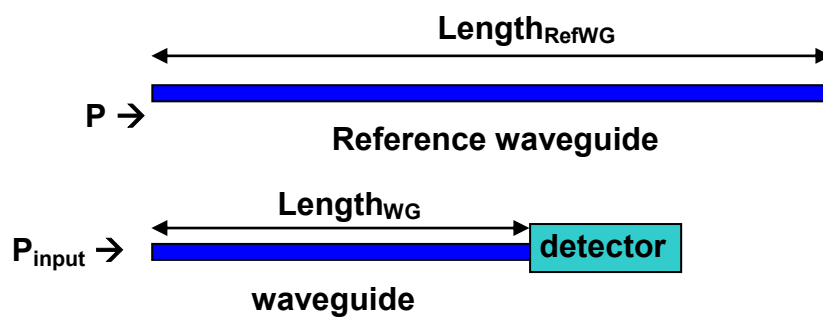 Length_RefWG
P →
Reference waveguide
Length_WG
P_input →
detector
waveguide